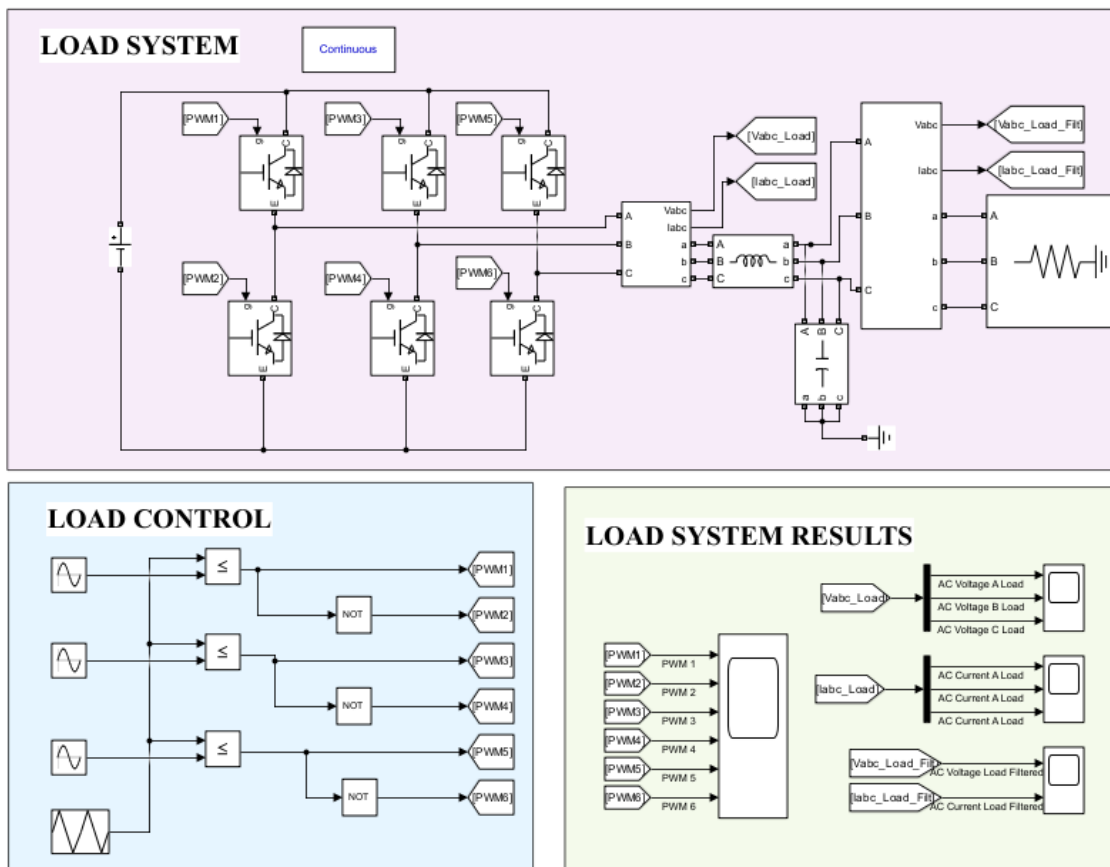 LOAD SYSTEM
Continuous
[PWM1]
[PWM3]
[PWM5]
g C
g C
g C
E
E
E
[PWM2]
[PWM4]
[PWM6]
g C
g C
g C
E
E
E
+
A
B
C
Vabc
Iabc
a
b
c
[Vabc_Load]
[Iabc_Load]
A
B
C
a
b
c
A B C
a b c
A
B
C
Vabc
Iabc
a
b
c
[Vabc_Load_Filt]
[Iabc_Load_Filt]
A
B
C
LOAD CONTROL
≤
[PWM1]
NOT
[PWM2]
≤
[PWM3]
NOT
[PWM4]
≤
[PWM5]
NOT
[PWM6]
LOAD SYSTEM RESULTS
[PWM1]
PWM 1
[PWM2]
PWM 2
[PWM3]
PWM 3
[PWM4]
PWM 4
[PWM5]
PWM 5
[PWM6]
PWM 6
[Vabc_Load]
AC Voltage A Load
AC Voltage B Load
AC Voltage C Load
[Iabc_Load]
AC Current A Load
AC Current A Load
AC Current A Load
[Vabc_Load_Filt]
AC Voltage Load Filtered
[Iabc_Load_Filt]
AC Current Load Filtered